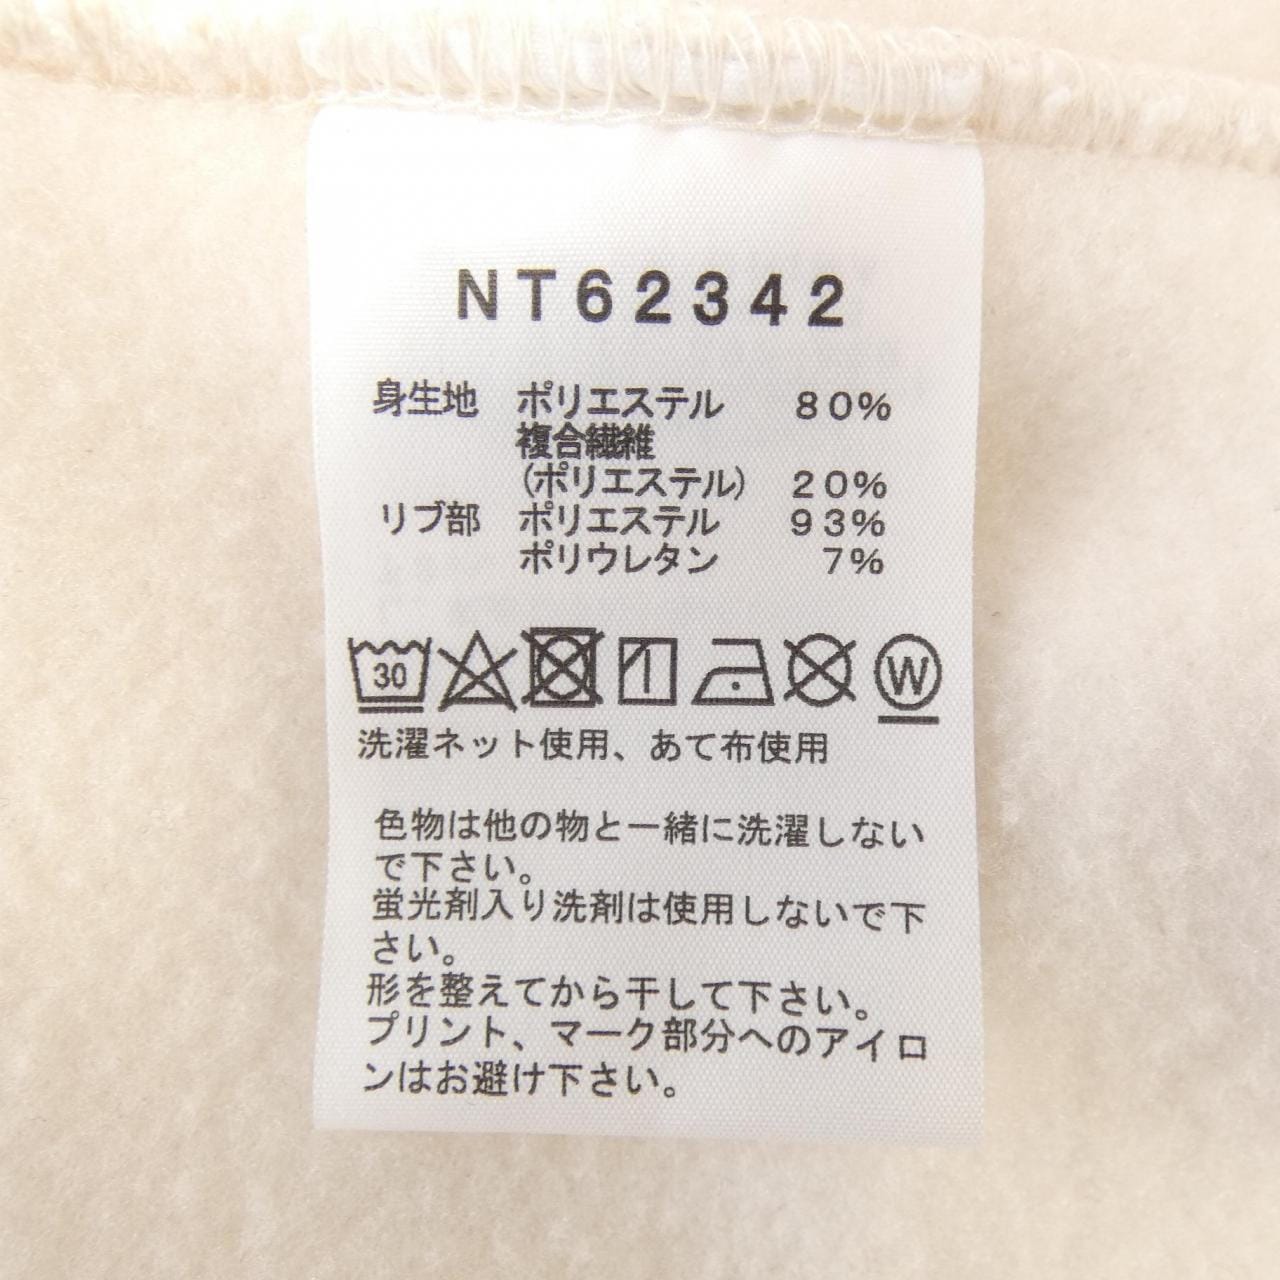 NT62342
身生地 ポリエステル 80%
複合繊維
(ポリエステル) 20%
リブ部 ポリエステル 93%
ポリウレタン 7%
30 W
洗濯ネット使用、あて布使用
色物は他の物と一緒に洗濯しない
で下さい。
蛍光剤入り洗剤は使用しないで下
さい。
形を整えてから干して下さい。
プリント、マーク部分へのアイロ
ンはお避け下さい。